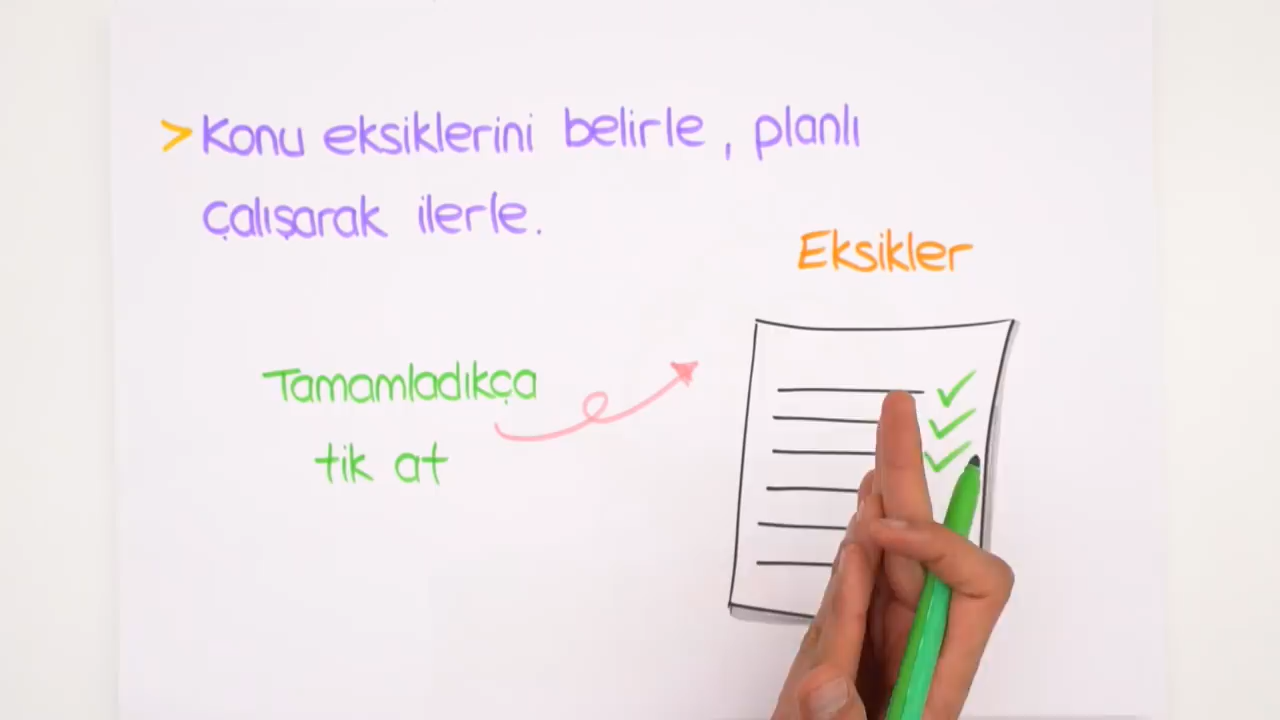 > Konu eksiklerini belirle, planlı
çalışarak ilerle.
Eksikler
Tamamladıkça
tik at